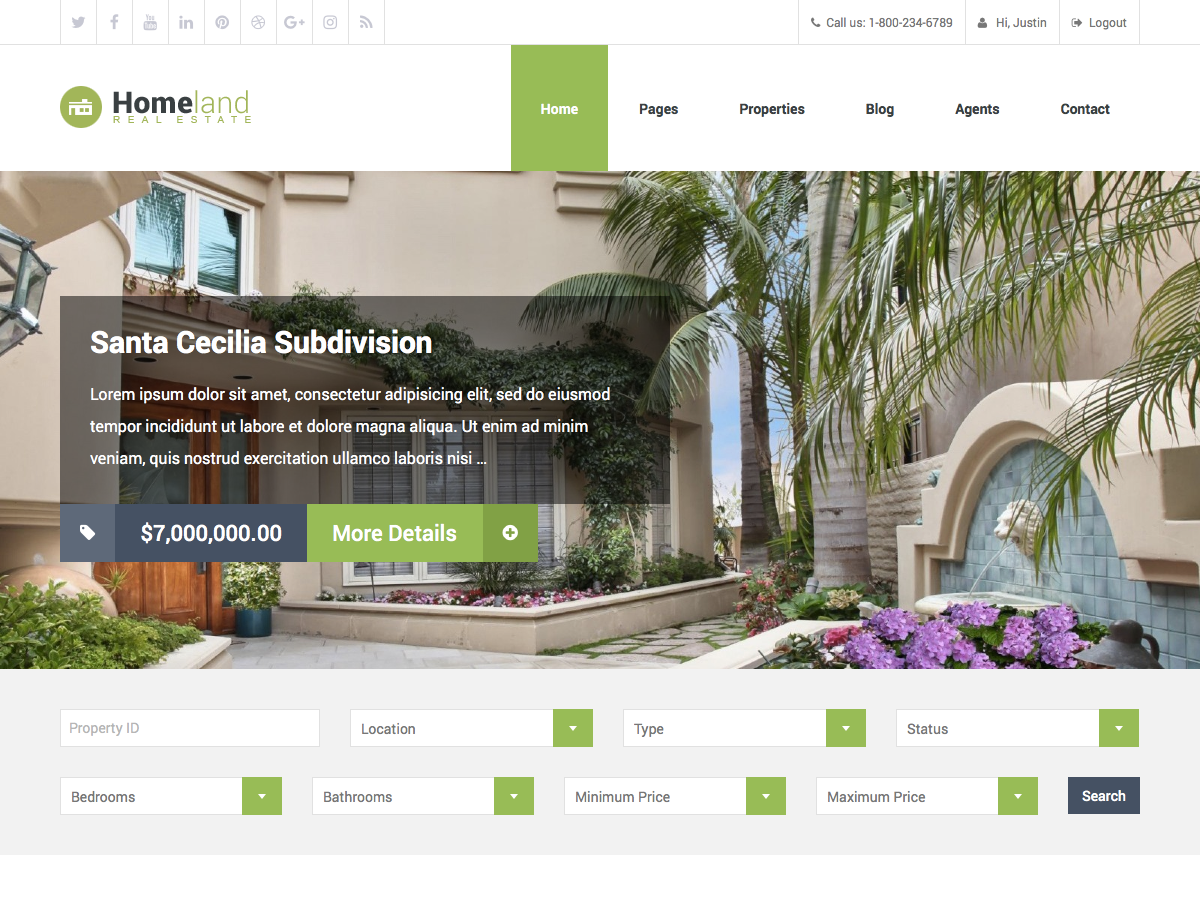 Call us: 1-800-234-6789
Hi, Justin
Logout
Homeland
REAL ESTATE
Home
Pages
Properties
Blog
Agents
Contact
Santa Cecilia Subdivision
Lorem ipsum dolor sit amet, consectetur adipisicing elit, sed do eiusmod
tempor incididunt ut labore et dolore magna aliqua. Ut enim ad minim
veniam, quis nostrud exercitation ullamco laboris nisi ...
$7,000,000.00
More Details
Property ID
Location
Type
Status
Bedrooms
Bathrooms
Minimum Price
Maximum Price
Search